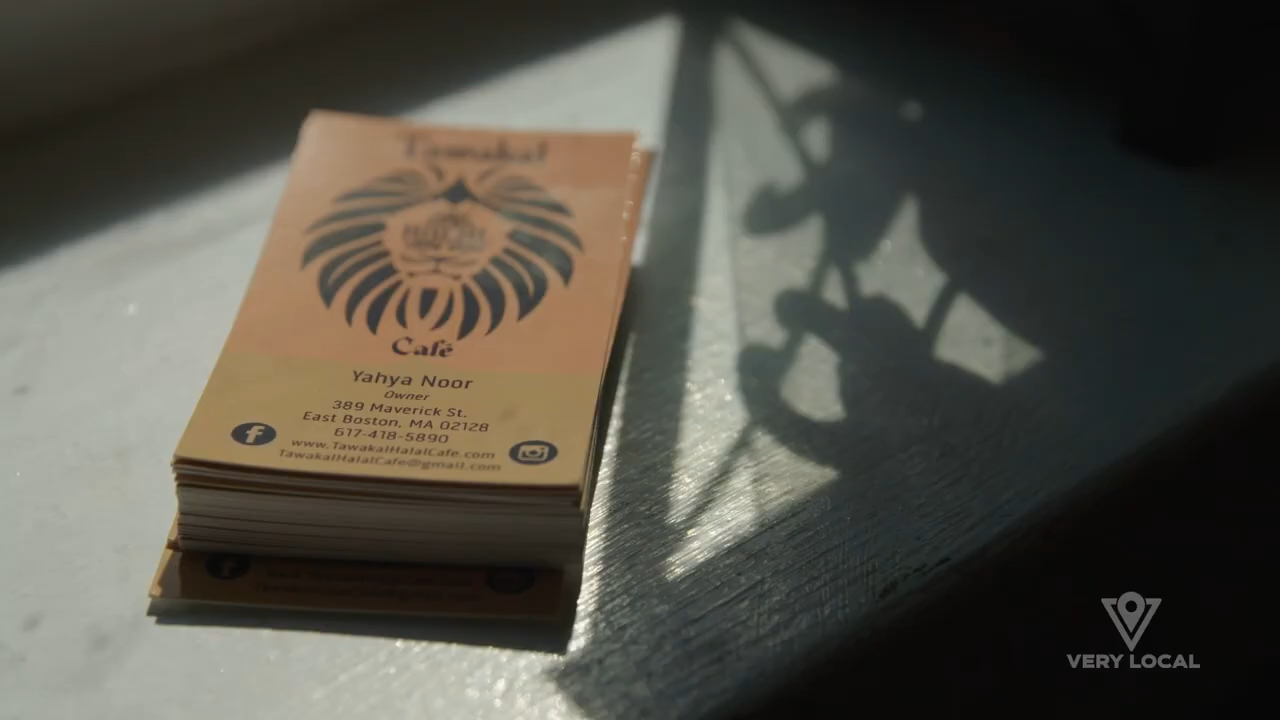 Tawakal
Café
Yahya Noor
Owner
389 Maverick St.
East Boston, MA 02128
617-418-5890
www.TawakalHalalCafe.com
TawakalHalalCafe@gmail.com
VERY LOCAL